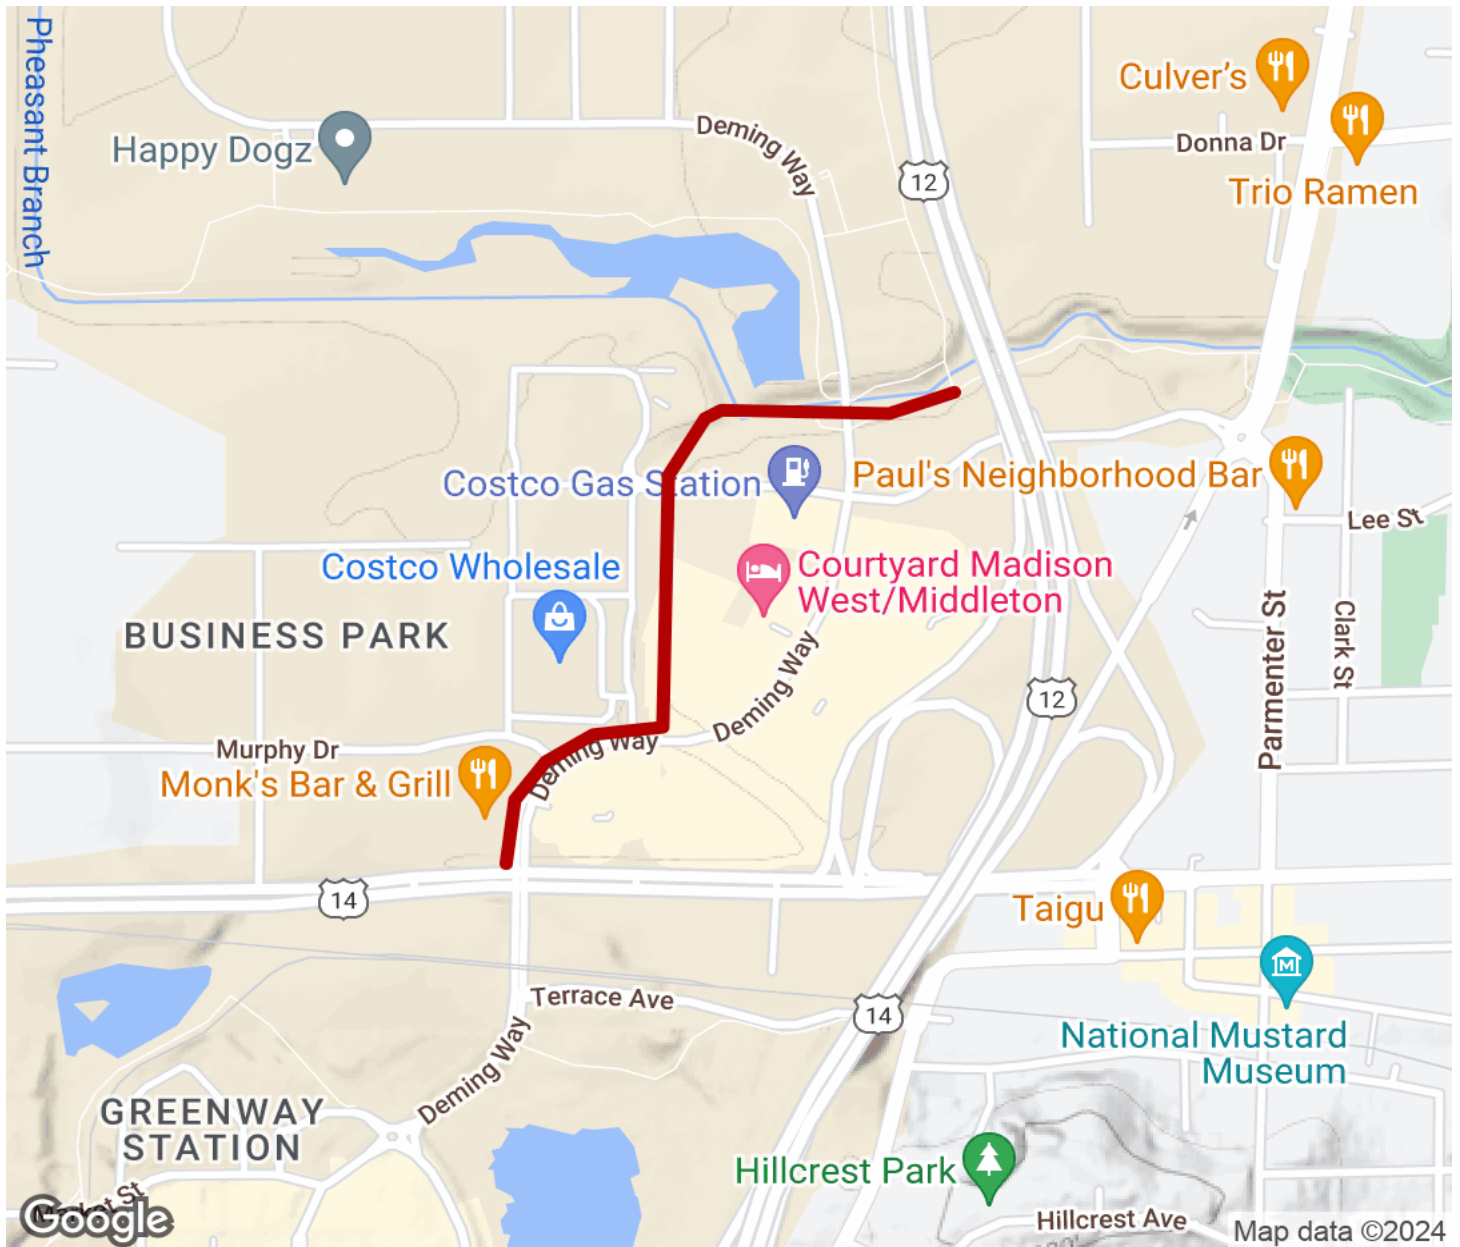 Pheasant Branch
Culver's
Donna Dr
Trio Ramen
Happy Dogz
Deming Way
12
Costco Gas Station
Paul's Neighborhood Bar
Lee St
Costco Wholesale
Courtyard Madison
West/Middleton
BUSINESS PARK
Parmenter St
Clark St
Deming Way
12
Murphy Dr
Deming Way
Monk's Bar & Grill
14
Taigu
Terrace Ave
14
National Mustard
Museum
Deming Way
GREENWAY
STATION
Hillcrest Park
Market St
Google
Hillcrest Ave
Map data ©2024